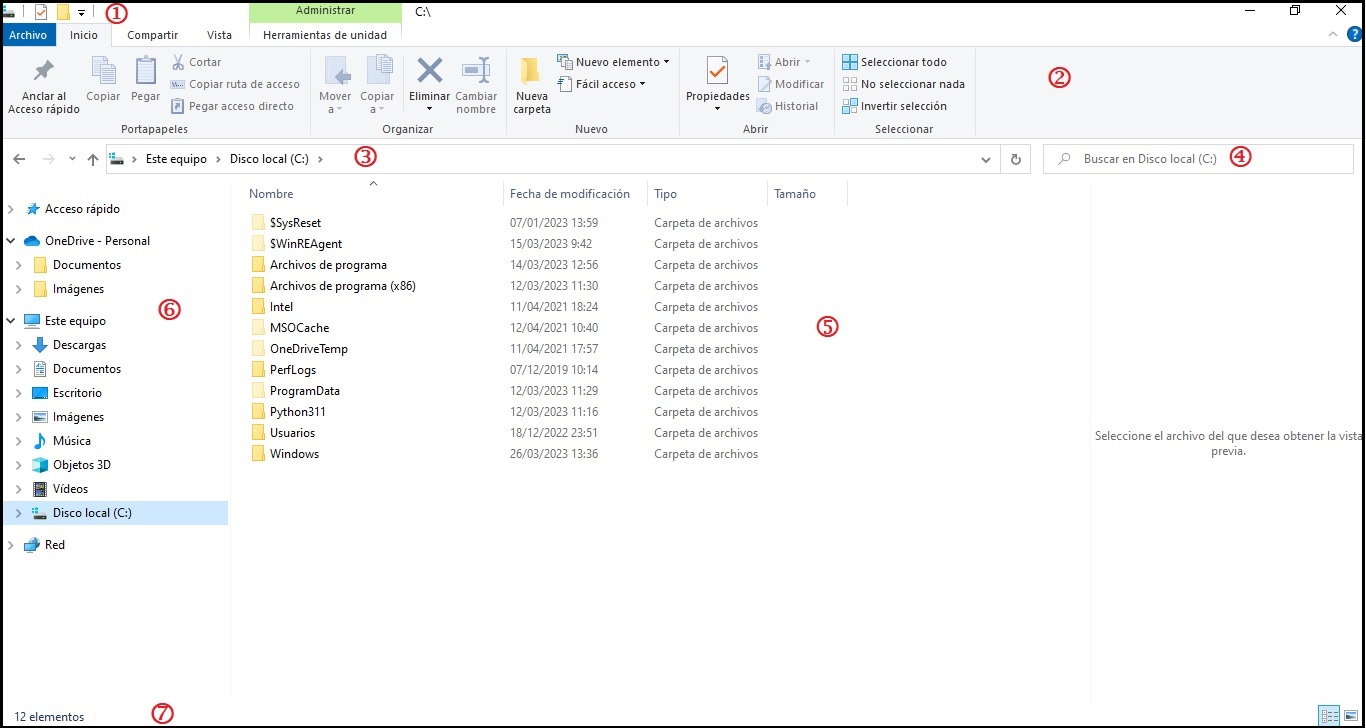 ① Administrar C:\
Archivo Inicio Compartir Vista Herramientas de unidad ?
Anclar al
Acceso rápido
Copiar
Pegar
Cortar
Copiar ruta de acceso
Pegar acceso directo
Portapapeles
Mover
a
Copiar
a
Eliminar
Cambiar
nombre
Organizar
Nueva
carpeta
Nuevo elemento
Fácil acceso
Nuevo
Propiedades
Abrir
Modificar
Historial
Abrir
Seleccionar todo
No seleccionar nada
Invertir selección
Seleccionar
②
Este equipo > Disco local (C:) > ③
Buscar en Disco local (C:) ④
Acceso rápido
OneDrive - Personal
Documentos
Imágenes
⑥
Este equipo
Descargas
Documentos
Escritorio
Imágenes
Música
Objetos 3D
Vídeos
Disco local (C:)
Red
Nombre Fecha de modificación Tipo Tamaño
$SysReset 07/01/2023 13:59 Carpeta de archivos
$WinREAgent 15/03/2023 9:42 Carpeta de archivos
Archivos de programa 14/03/2023 12:56 Carpeta de archivos
Archivos de programa (x86) 12/03/2023 11:30 Carpeta de archivos
Intel 11/04/2021 18:24 Carpeta de archivos
MSOCache 12/04/2021 10:40 Carpeta de archivos
⑤
OneDriveTemp 11/04/2021 17:57 Carpeta de archivos
PerfLogs 07/12/2019 10:14 Carpeta de archivos
ProgramData 12/03/2023 11:29 Carpeta de archivos
Python311 12/03/2023 11:16 Carpeta de archivos
Usuarios 18/12/2022 23:51 Carpeta de archivos
Windows 26/03/2023 13:36 Carpeta de archivos
Seleccione el archivo del que desea obtener la vista
previa.
12 elementos ⑦